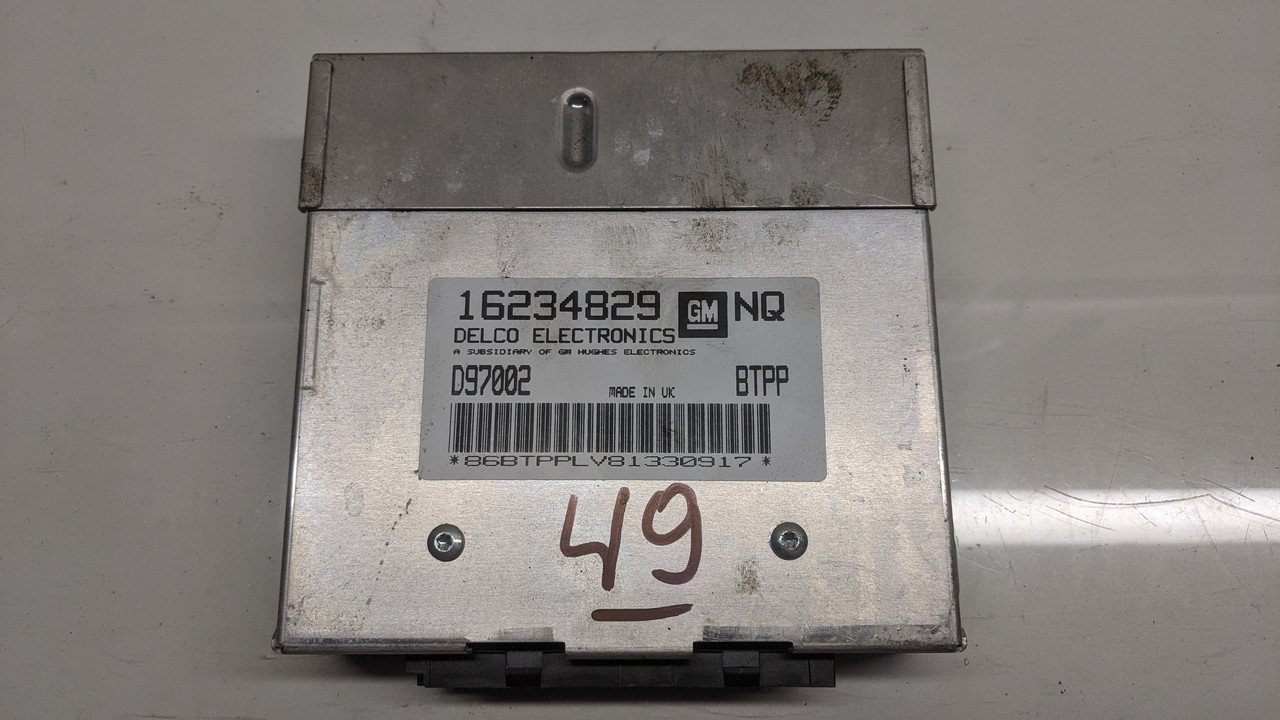 16234829 GM NQ
DELCO ELECTRONICS
A SUBSIDIARY OF GM HUGHES ELECTRONICS
D97002 MADE IN UK BTPP
*86BTPPLV81330917*
49